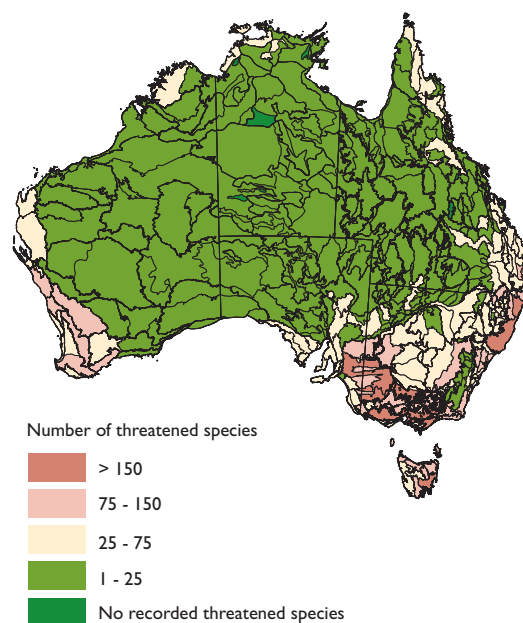 Number of threatened species
> 150
75 - 150
25 - 75
1 - 25
No recorded threatened species